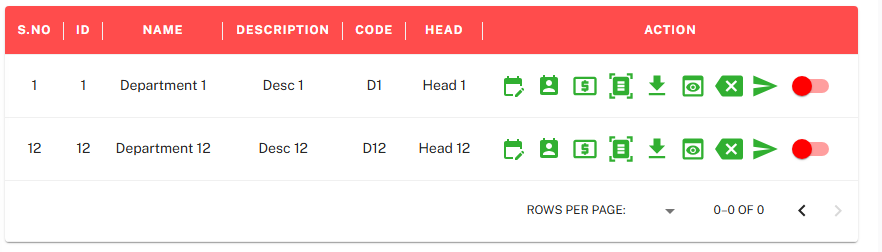 S.NO ID NAME DESCRIPTION CODE HEAD ACTION
1 1 Department 1 Desc 1 D1 Head 1
12 12 Department 12 Desc 12 D12 Head 12
ROWS PER PAGE: 0–0 OF 0